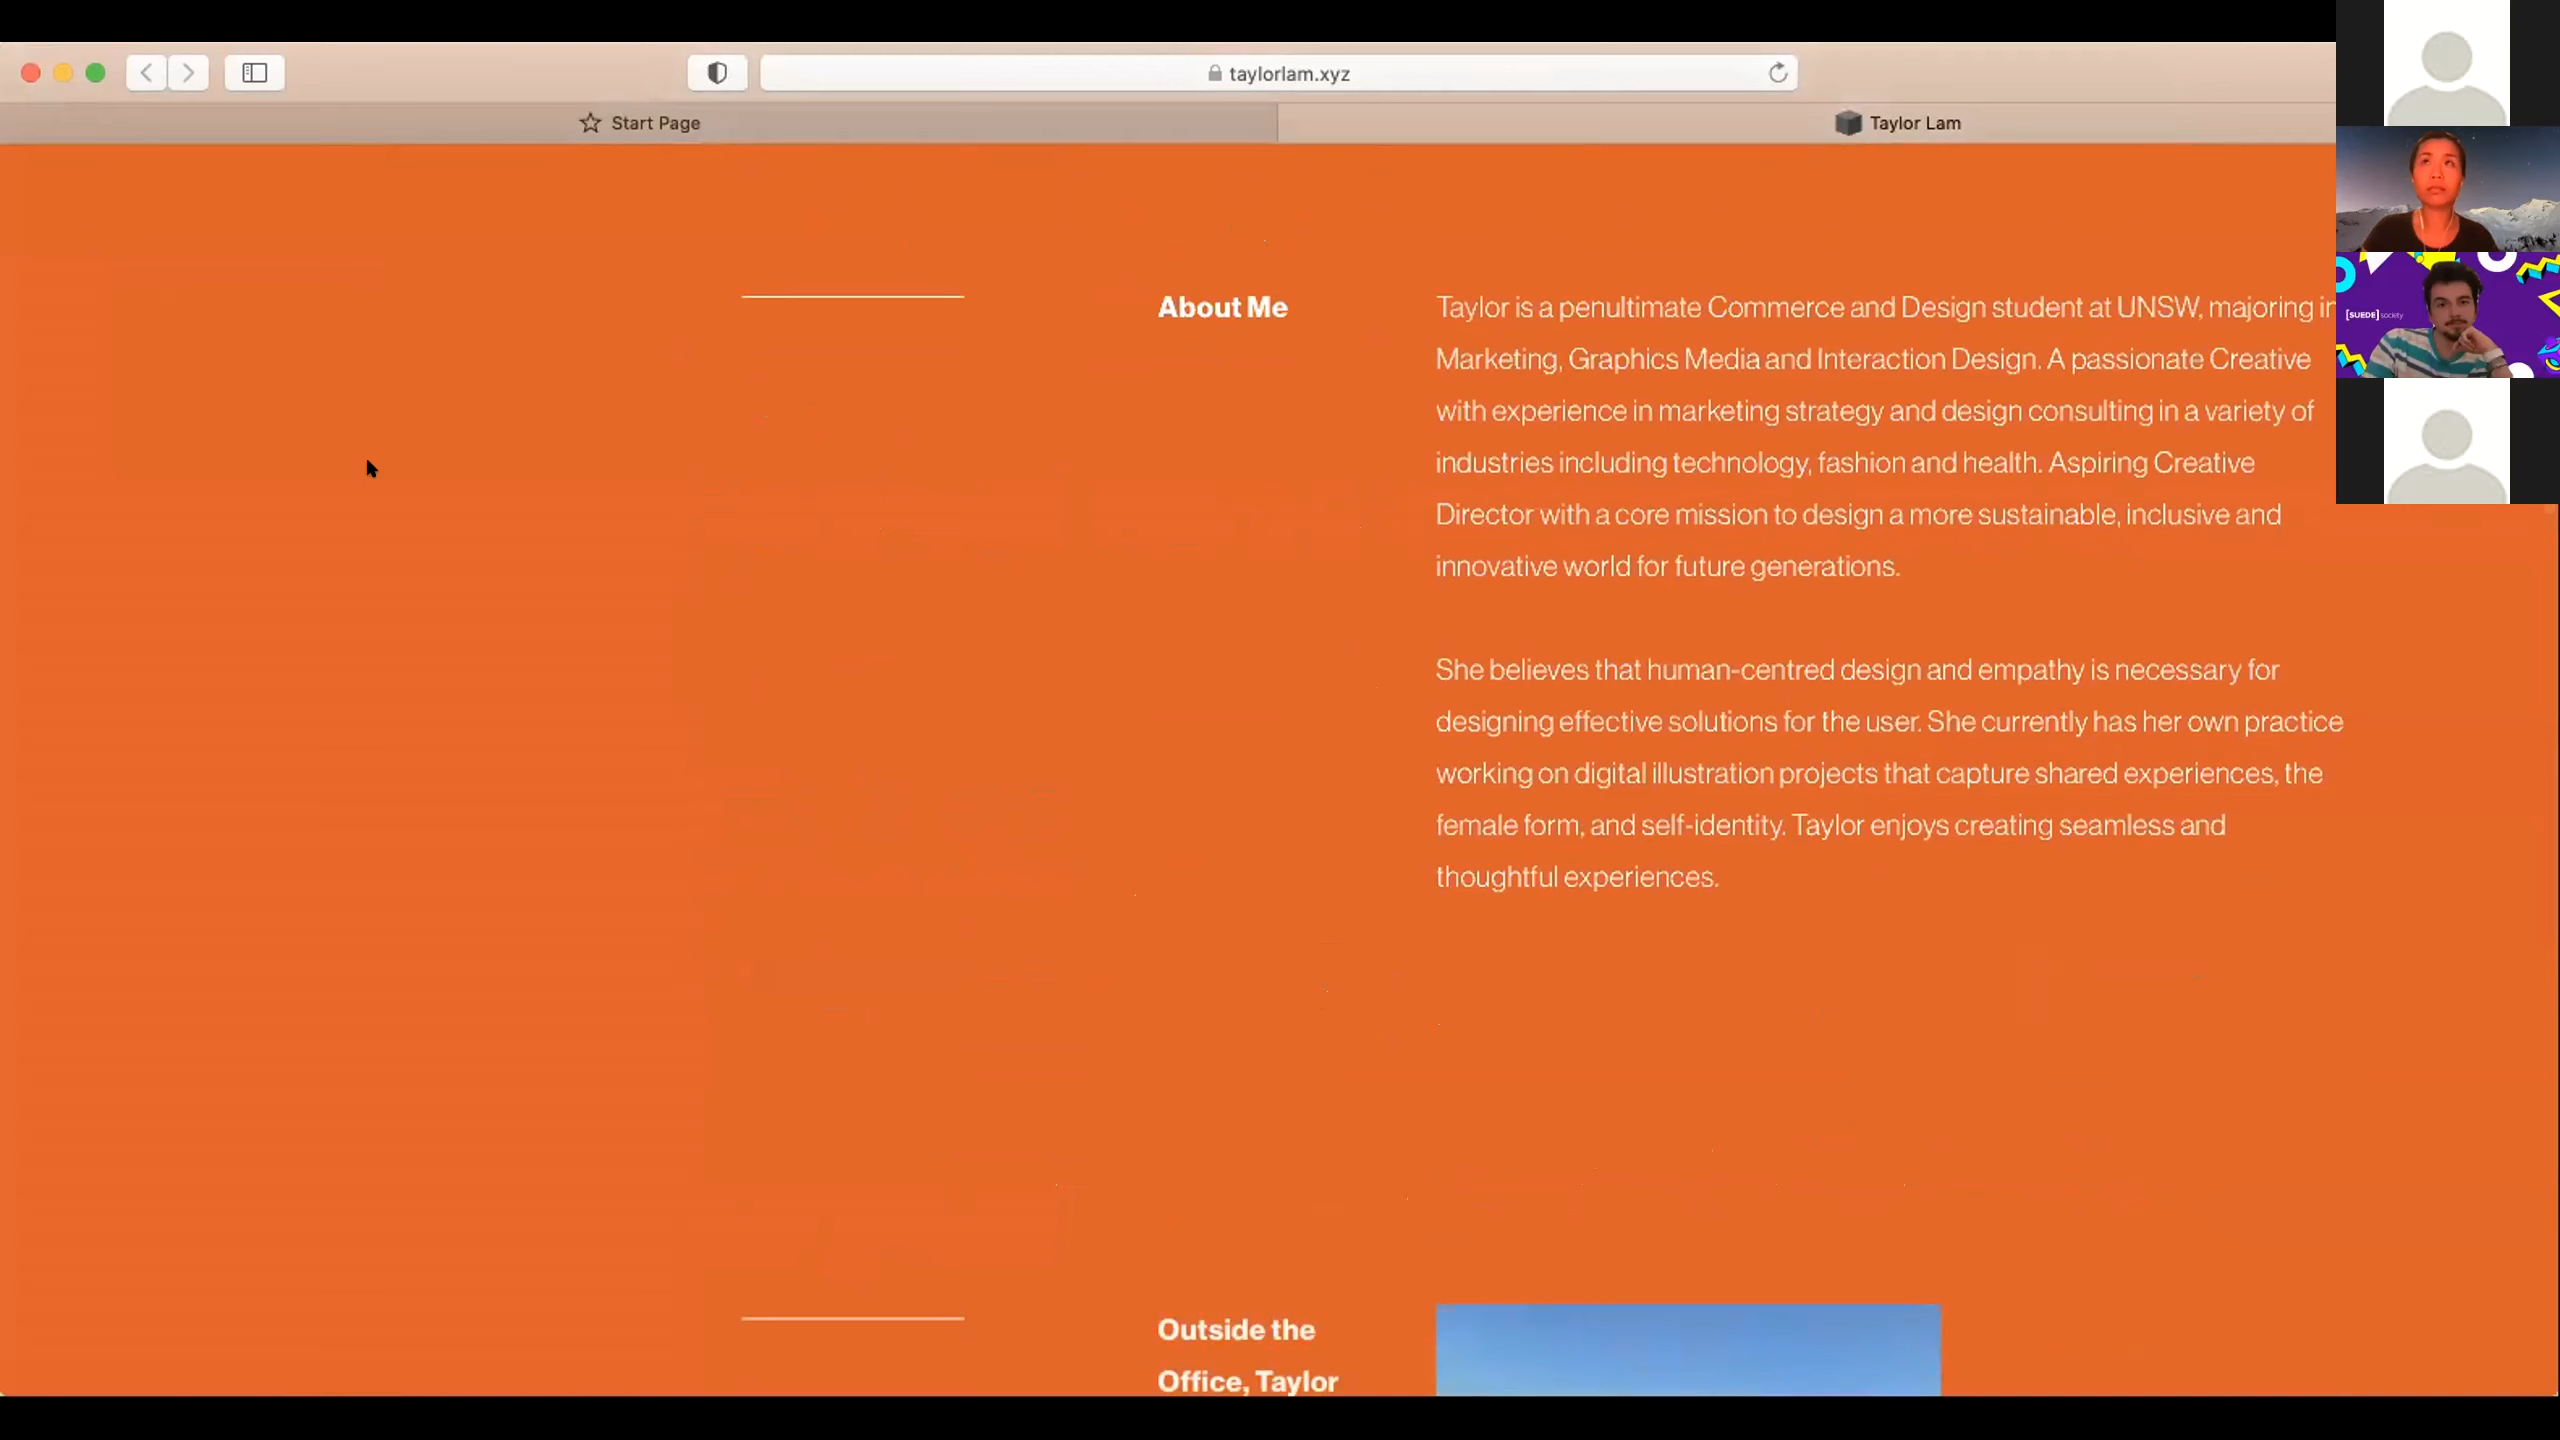 taylorlam.xyz
Start Page
Taylor Lam
About Me
Taylor is a penultimate Commerce and Design student at UNSW, majoring in
Marketing, Graphics Media and Interaction Design. A passionate Creative
with experience in marketing strategy and design consulting in a variety of
industries including technology, fashion and health. Aspiring Creative
Director with a core mission to design a more sustainable, inclusive and
innovative world for future generations.
She believes that human-centred design and empathy is necessary for
designing effective solutions for the user. She currently has her own practice
working on digital illustration projects that capture shared experiences, the
female form, and self-identity. Taylor enjoys creating seamless and
thoughtful experiences.
Outside the
Office, Taylor
[SUEDE] society